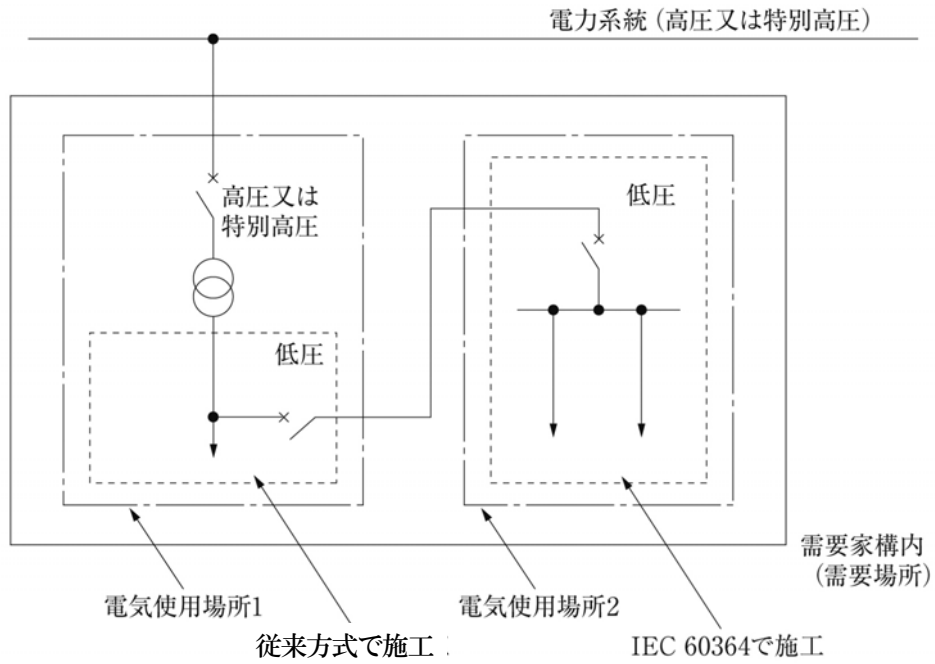 電力系統（高圧又は特別高圧）
高圧又は
特別高圧
低圧
低圧
需要家構内
（需要場所）
電気使用場所1
電気使用場所2
従来方式で施工
IEC 60364で施工